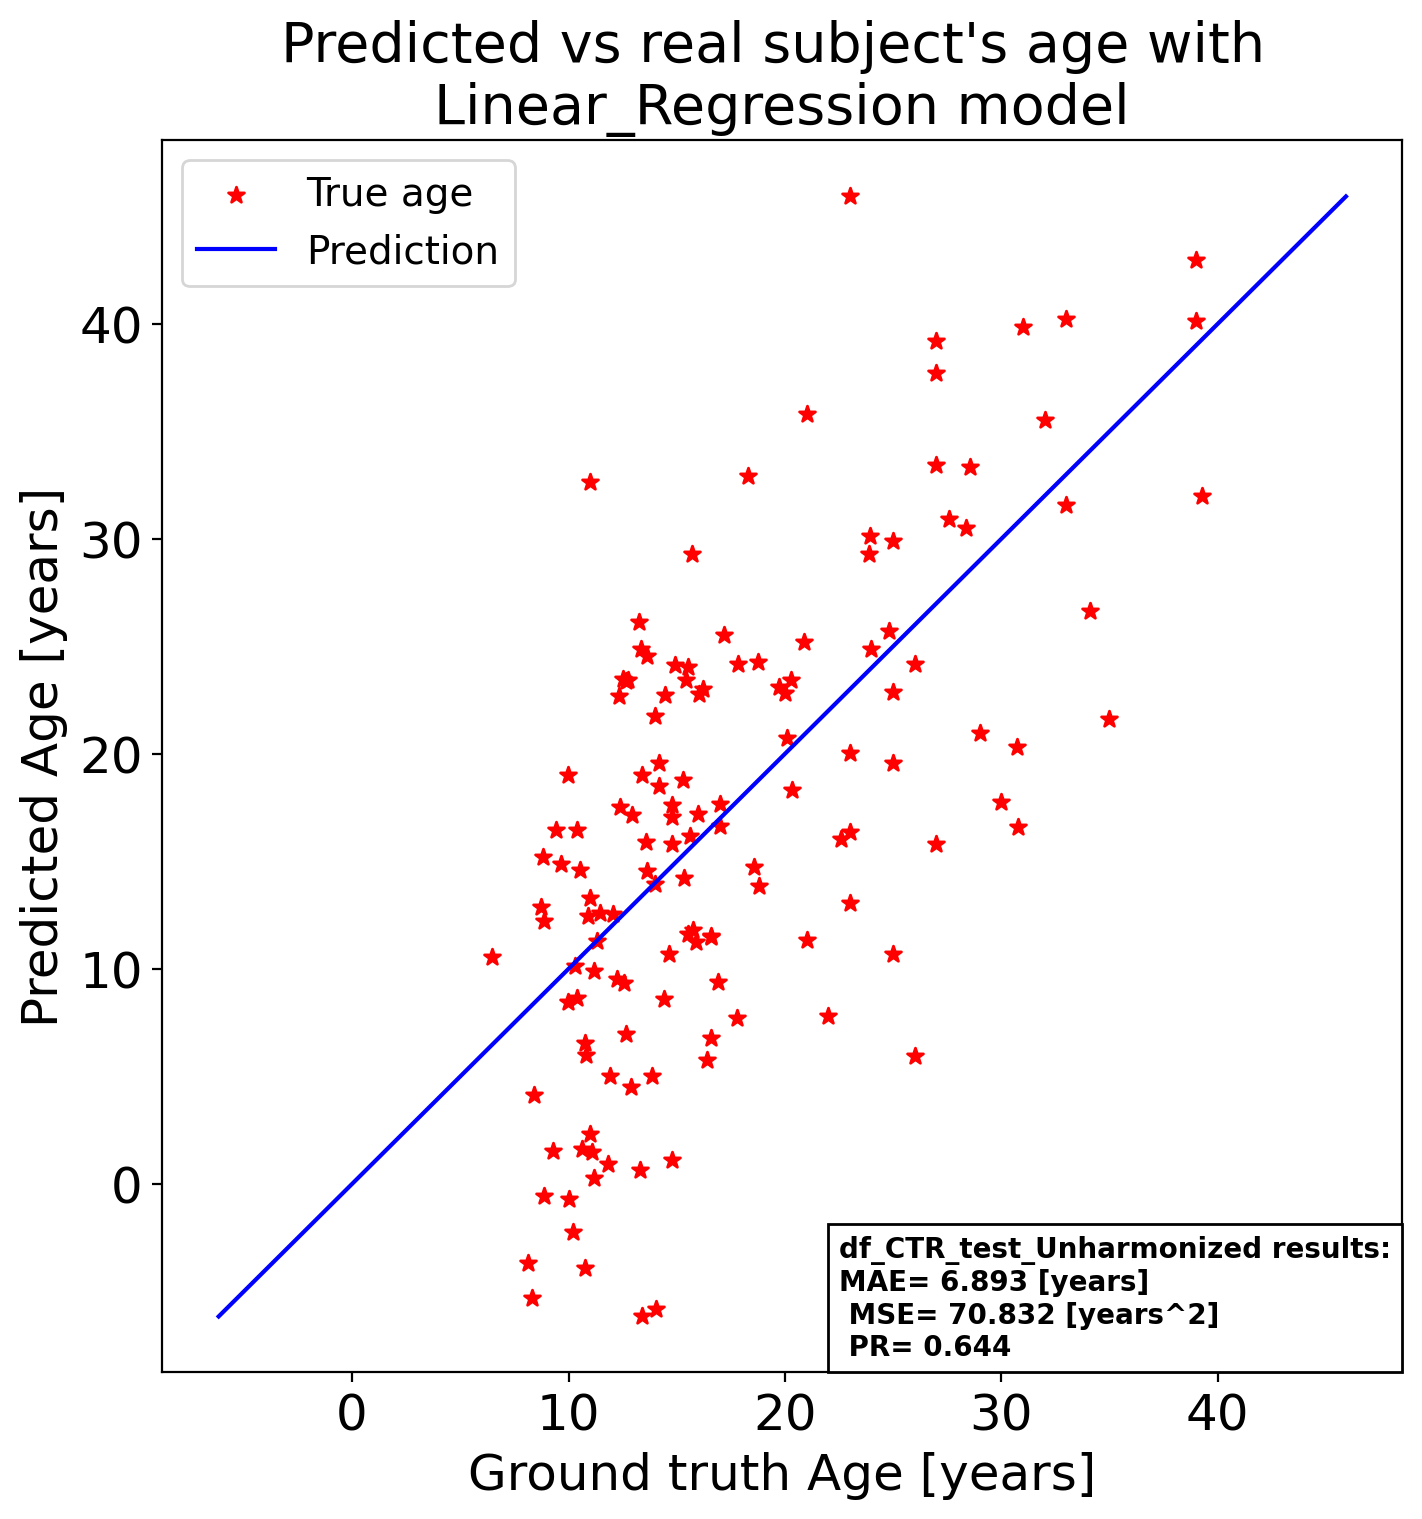 Predicted vs real subject's age with
Linear_Regression model
True age
Prediction
Predicted Age [years]
40
30
20
10
0
df_CTR_test_Unharmonized results:
MAE= 6.893 [years]
MSE= 70.832 [years^2]
PR= 0.644
0 10 20 30 40
Ground truth Age [years]